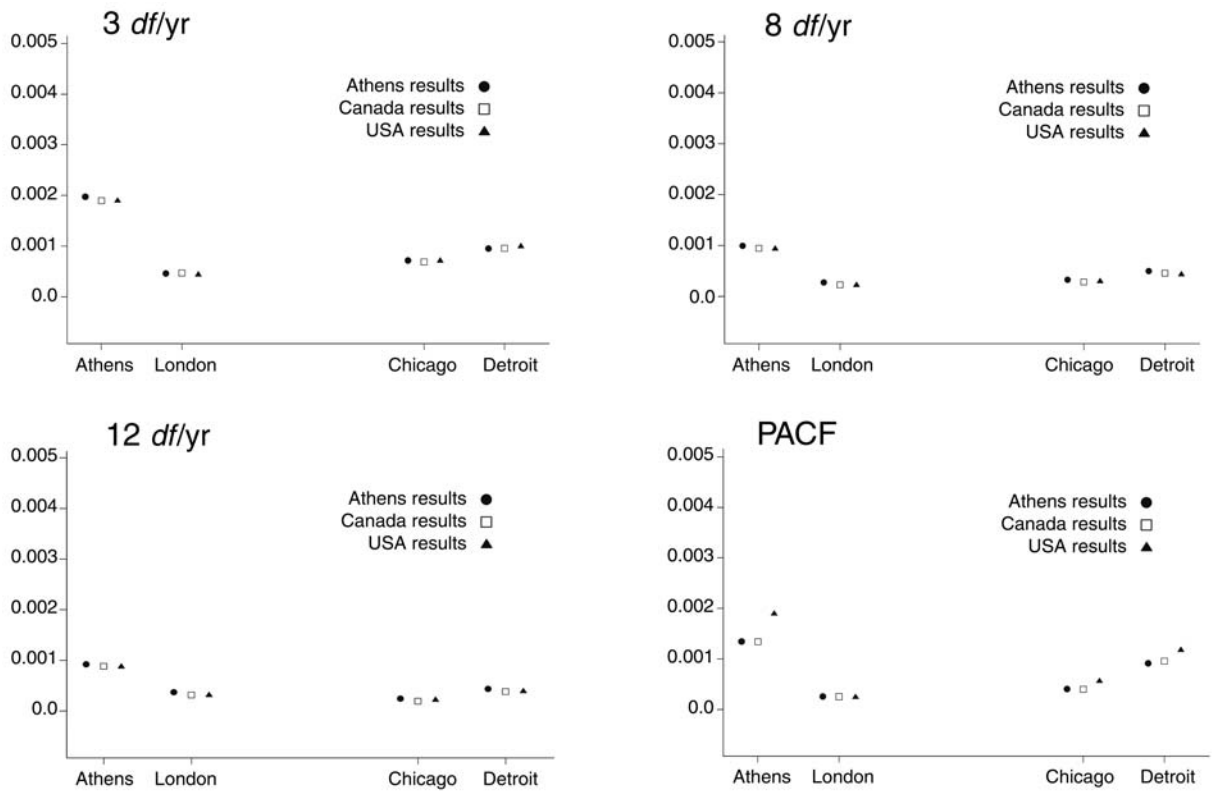 3 df/yr
0.005
0.004
0.003
0.002
0.001
0.0
Athens results
Canada results
USA results
Athens London Chicago Detroit
8 df/yr
0.005
0.004
0.003
0.002
0.001
0.0
Athens results
Canada results
USA results
Athens London Chicago Detroit
12 df/yr
0.005
0.004
0.003
0.002
0.001
0.0
Athens results
Canada results
USA results
Athens London Chicago Detroit
PACF
0.005
0.004
0.003
0.002
0.001
0.0
Athens results
Canada results
USA results
Athens London Chicago Detroit